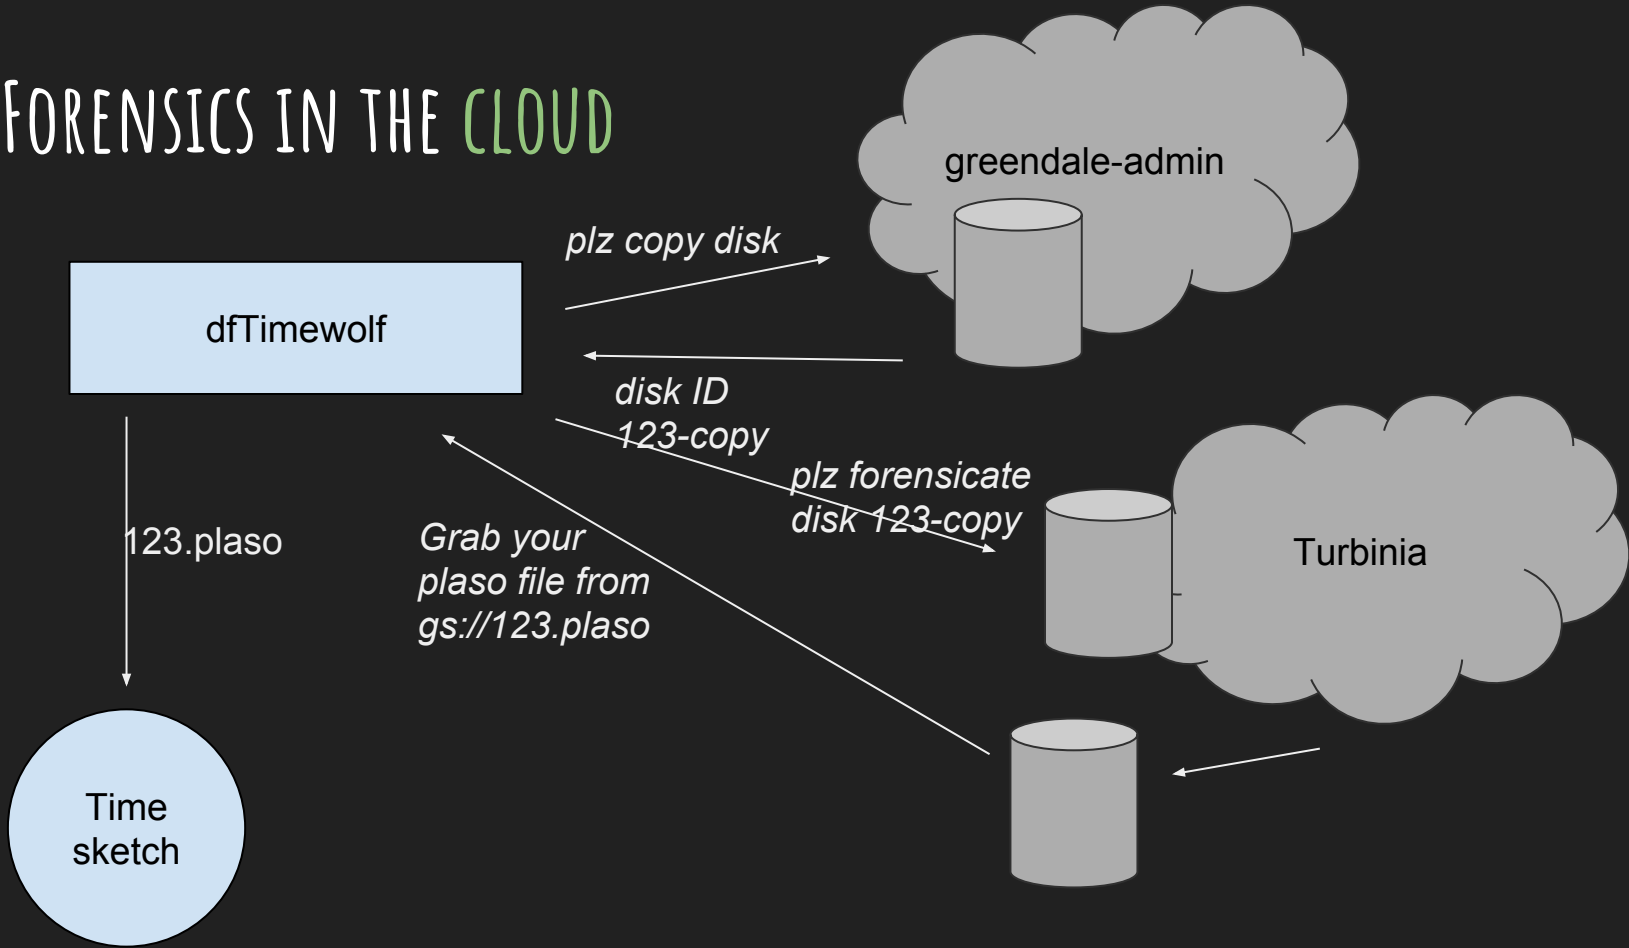 FORENSICS IN THE CLOUD
greendale-admin
plz copy disk
dfTimewolf
disk ID
123-copy
plz forensicate
disk 123-copy
Turbinia
123.plaso
Grab your
plaso file from
gs://123.plaso
Time
sketch